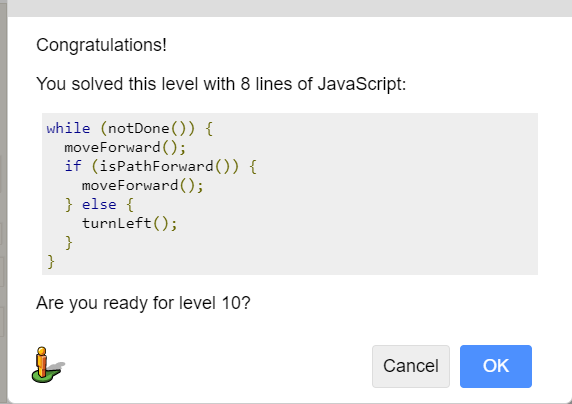 Congratulations!
You solved this level with 8 lines of JavaScript:
while (notDone()) {
  moveForward();
  if (isPathForward()) {
    moveForward();
  } else {
    turnLeft();
  }
}
Are you ready for level 10?
Cancel
OK